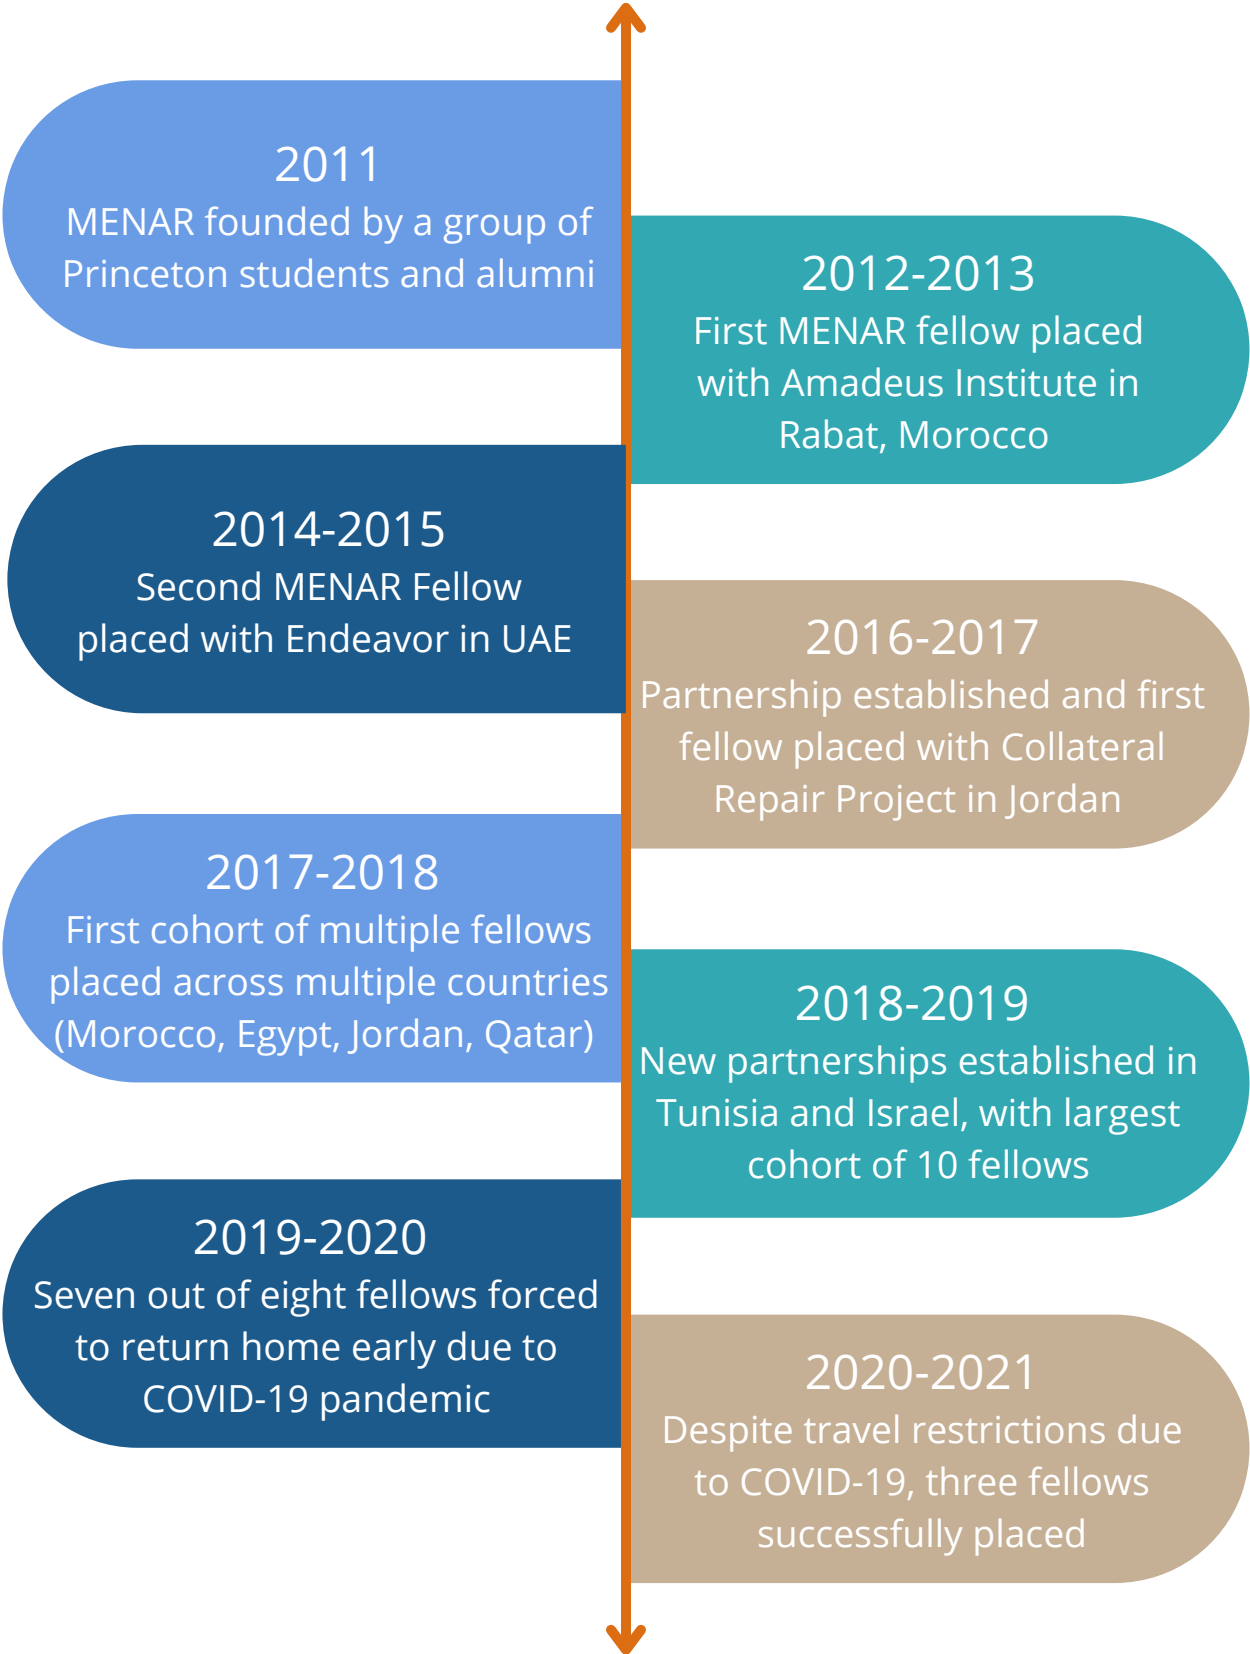 2011
MENAR founded by a group of
Princeton students and alumni
2012-2013
First MENAR fellow placed
with Amadeus Institute in
Rabat, Morocco
2014-2015
Second MENAR Fellow
placed with Endeavor in UAE
2016-2017
Partnership established and first
fellow placed with Collateral
Repair Project in Jordan
2017-2018
First cohort of multiple fellows
placed across multiple countries
(Morocco, Egypt, Jordan, Qatar)
2018-2019
New partnerships established in
Tunisia and Israel, with largest
cohort of 10 fellows
2019-2020
Seven out of eight fellows forced
to return home early due to
COVID-19 pandemic
2020-2021
Despite travel restrictions due
to COVID-19, three fellows
successfully placed